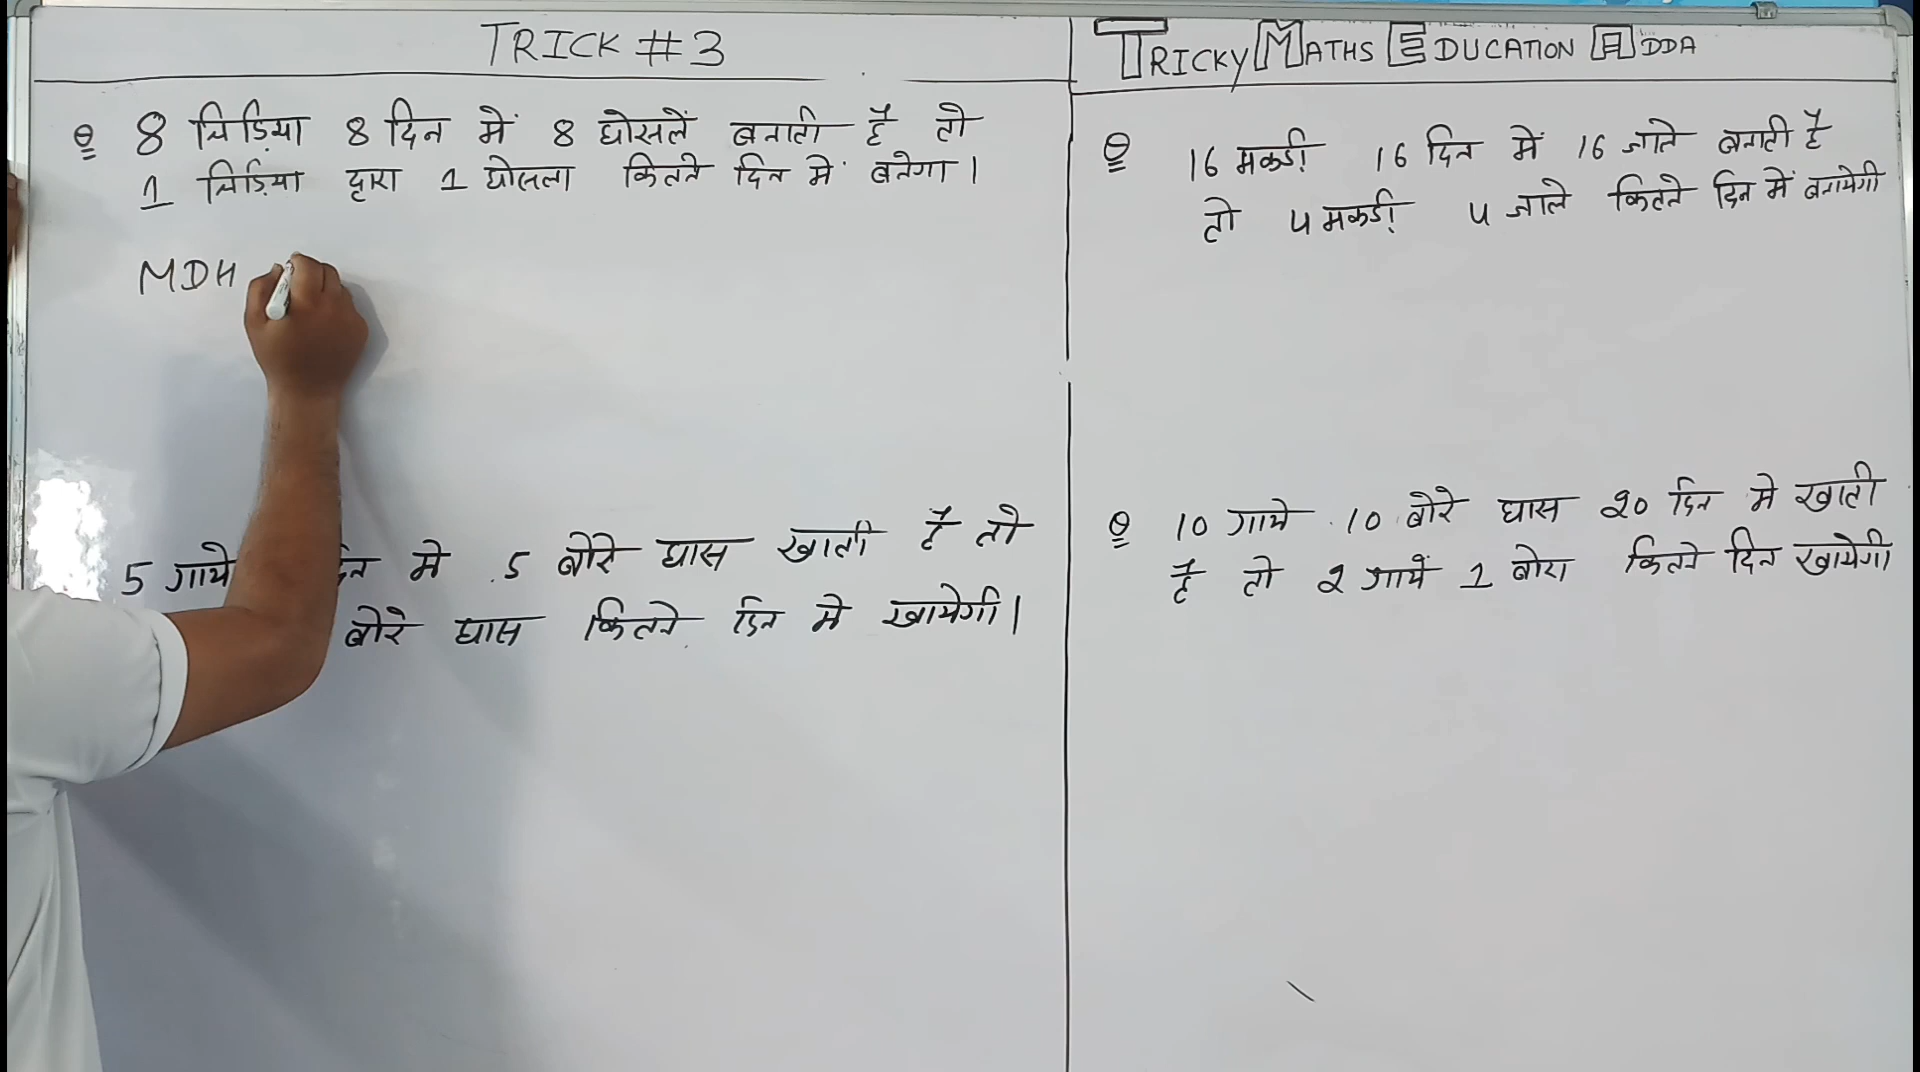 TRICK #3
Q 8 चिड़िया 8 दिन में 8 घोसलें बनाती है तो
1 चिड़िया द्वारा 1 घोसला कितने दिन में बनेगा।
MDH
5 गाये में 5 बोरे घास खाती है तो
बोरे घास कितने दिन मे खायेगी।
TRICKY MATHS EDUCATION ADDA
Q 16 मकड़ी 16 दिन में 16 जाले बनाती है
तो 4 मकड़ी 4 जाले कितने दिन में बनायेगी
Q 10 गाये 10 बोरे घास 20 दिन मे खाती
है तो 2 गायें 1 बोरा कितने दिन खायेगी